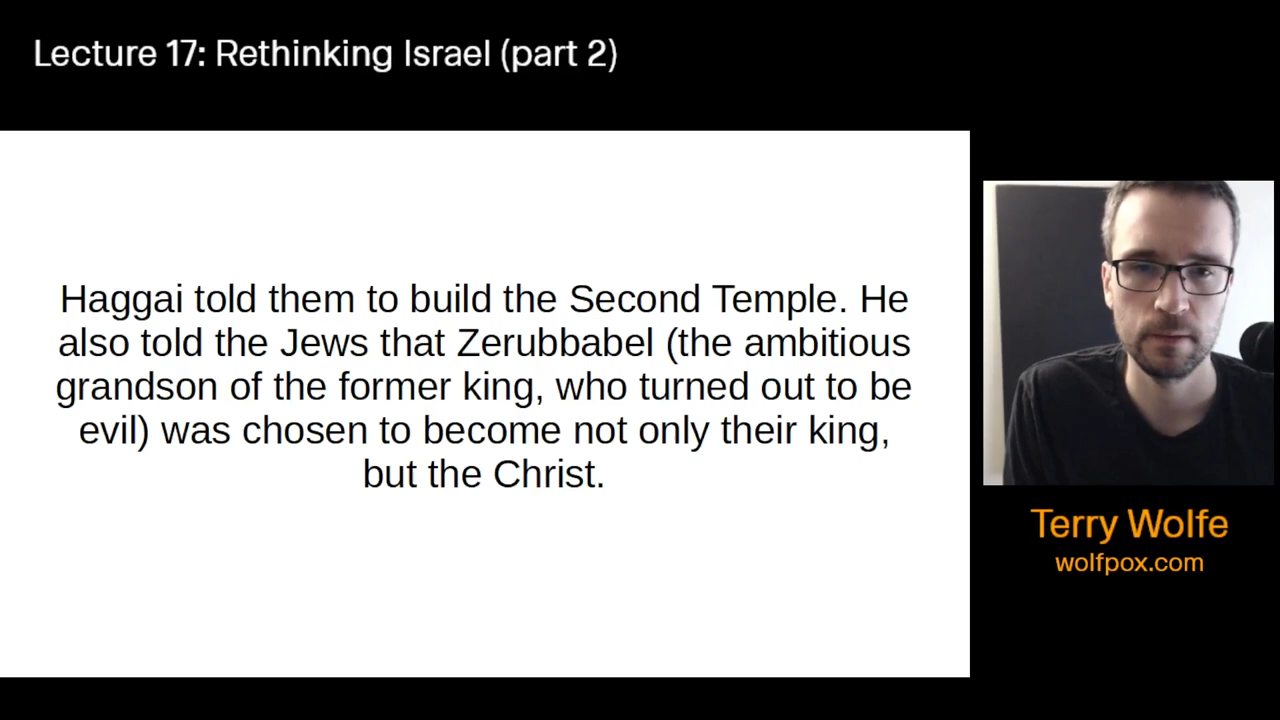 Lecture 17: Rethinking Israel (part 2)
Haggai told them to build the Second Temple. He
also told the Jews that Zerubbabel (the ambitious
grandson of the former king, who turned out to be
evil) was chosen to become not only their king,
but the Christ.
Terry Wolfe
wolfpox.com